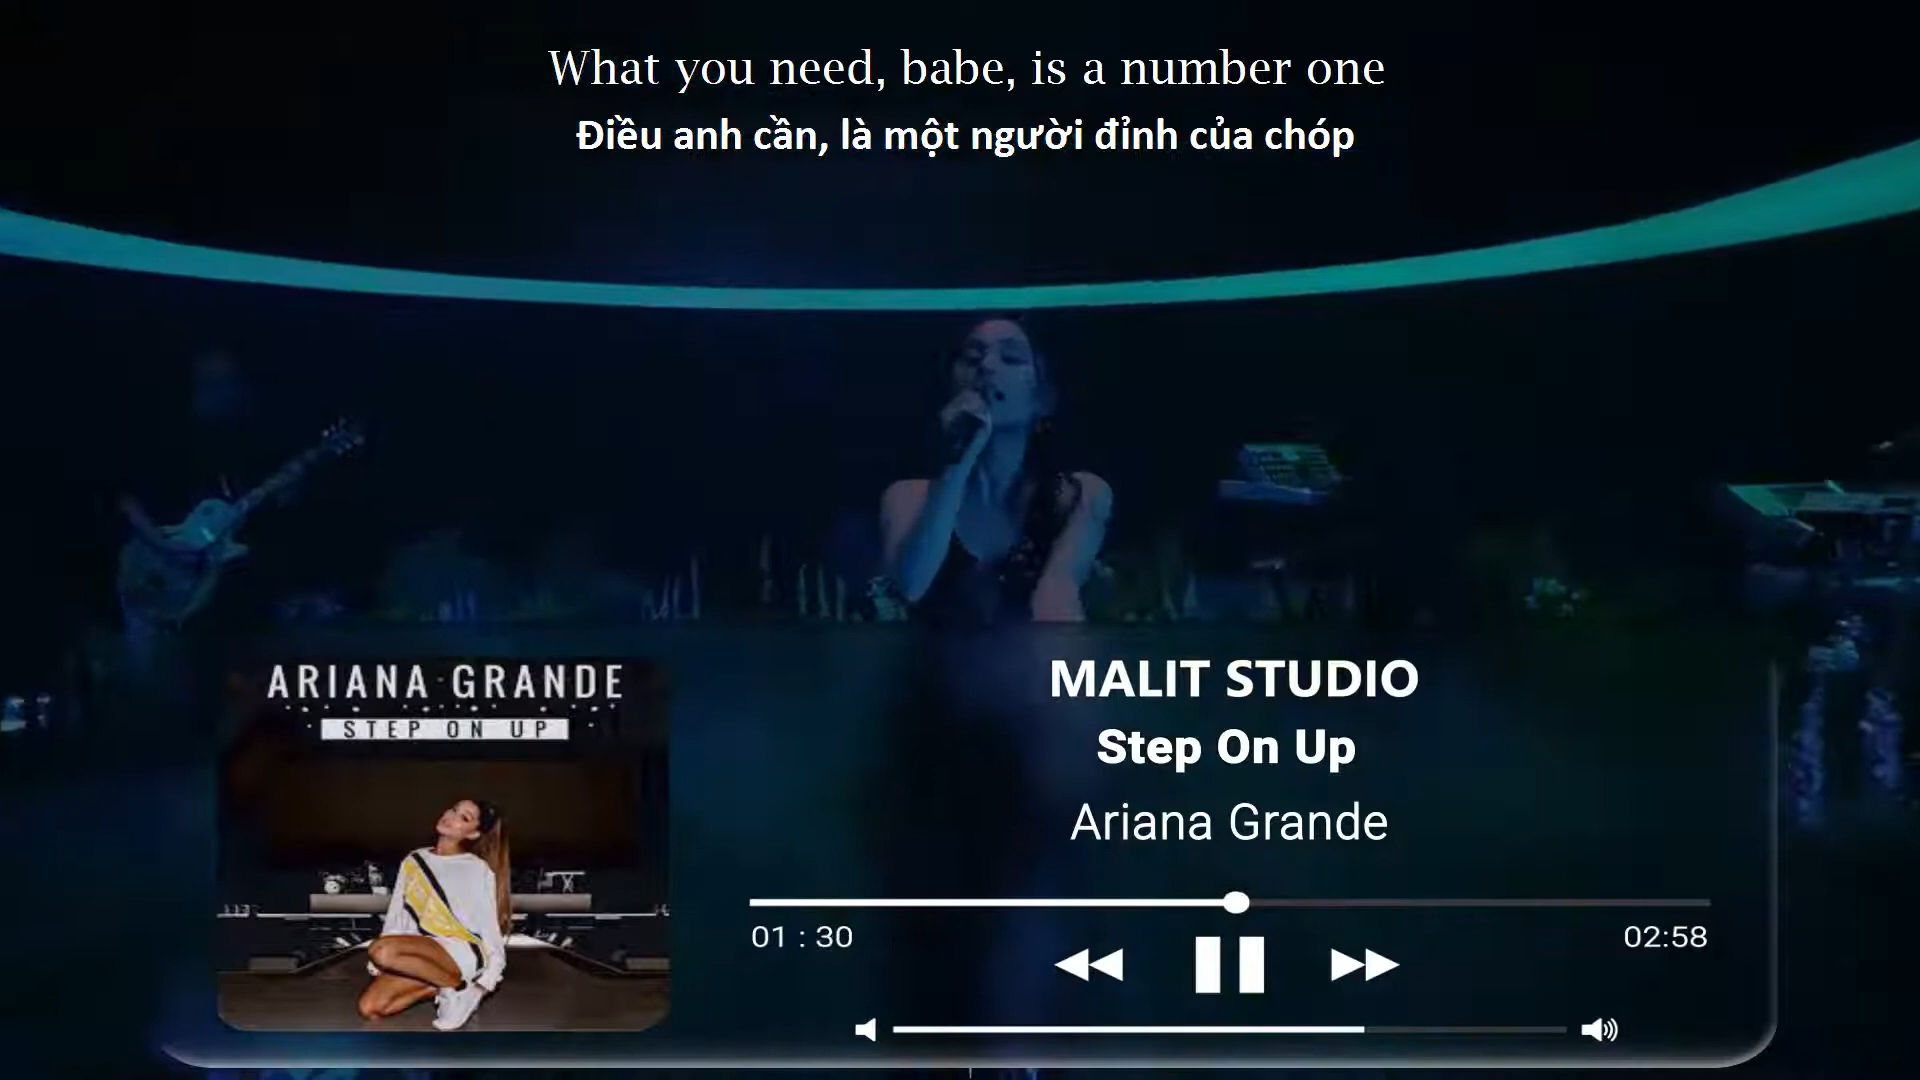 What you need, babe, is a number one
Điều anh cần, là một người đỉnh của chóp
ARIANA GRANDE
STEP ON UP
MALIT STUDIO
Step On Up
Ariana Grande
01 : 30
02:58